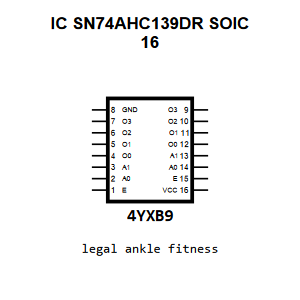 IC SN74AHC139DR SOIC
16
8 GND O3 9
7 O3 O2 10
6 O2 O1 11
5 O1 O0 12
4 O0 A1 13
3 A1 A0 14
2 A0 E 15
1 E VCC 16
4YXB9
legal ankle fitness